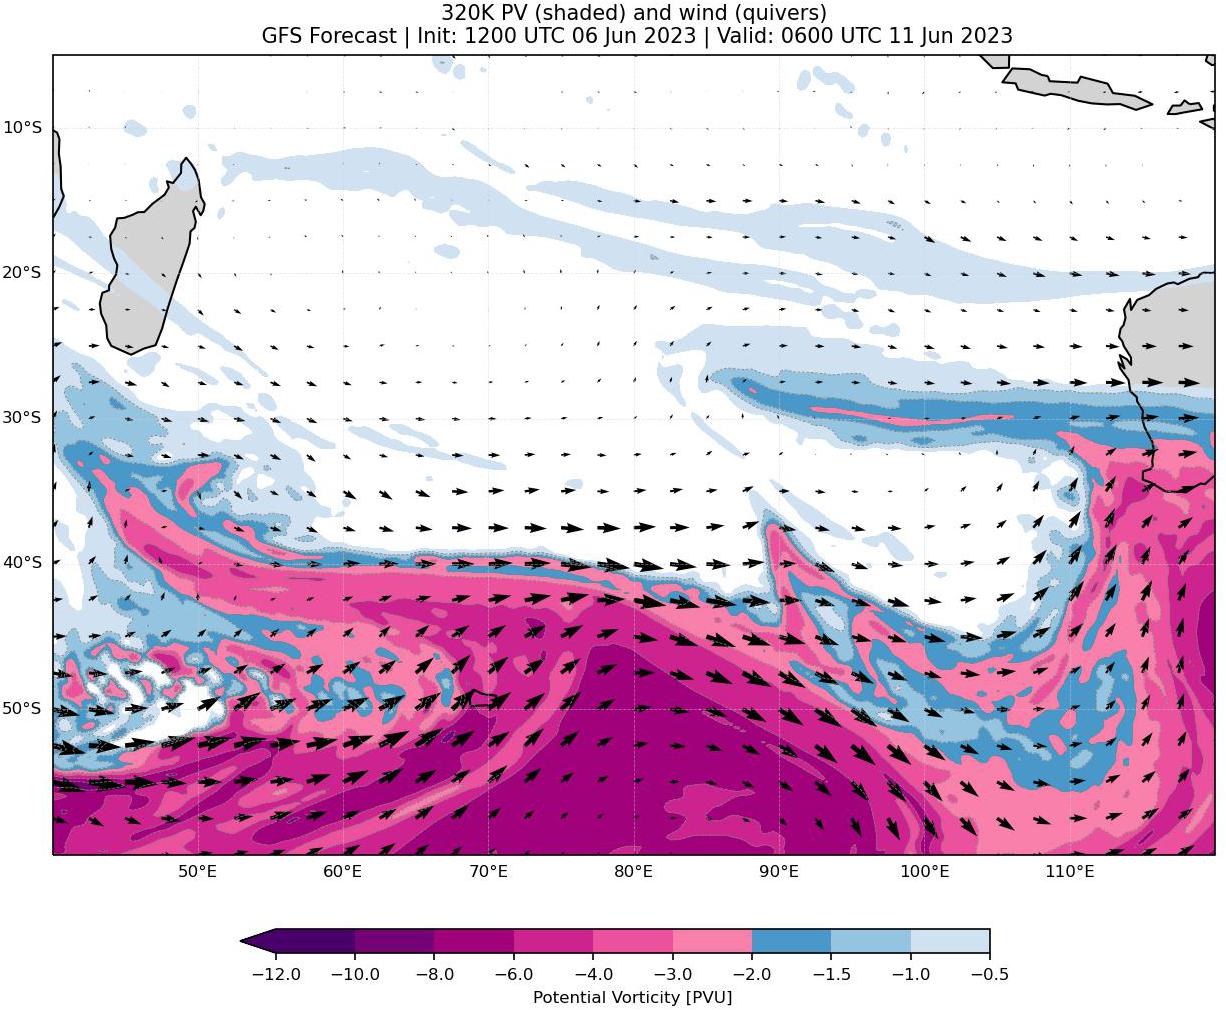 320K PV (shaded) and wind (quivers)
GFS Forecast | Init: 1200 UTC 06 Jun 2023 | Valid: 0600 UTC 11 Jun 2023
10°S
20°S
30°S
40°S
50°S
50°E 60°E 70°E 80°E 90°E 100°E 110°E
−12.0 −10.0 −8.0 −6.0 −4.0 −3.0 −2.0 −1.5 −1.0 −0.5
Potential Vorticity [PVU]